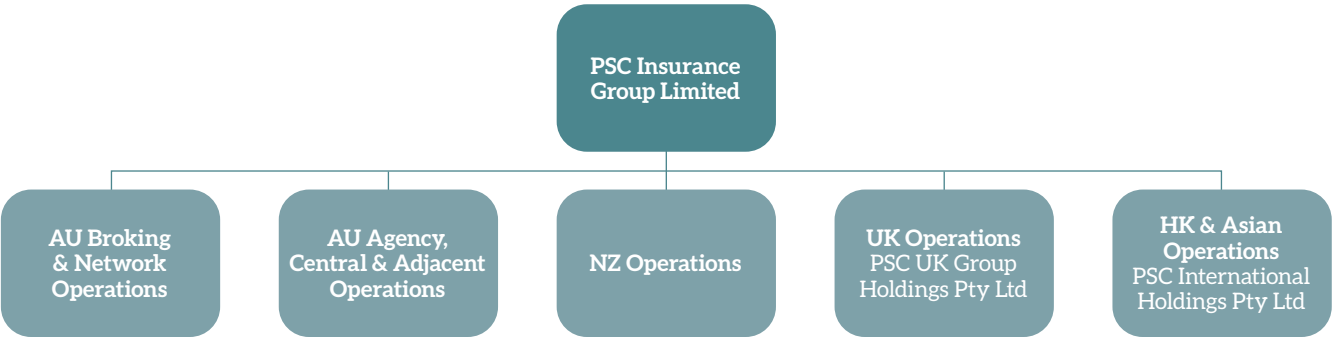 PSC Insurance
Group Limited
AU Broking
& Network
Operations
AU Agency,
Central & Adjacent
Operations
NZ Operations
UK Operations
PSC UK Group
Holdings Pty Ltd
HK & Asian
Operations
PSC International
Holdings Pty Ltd